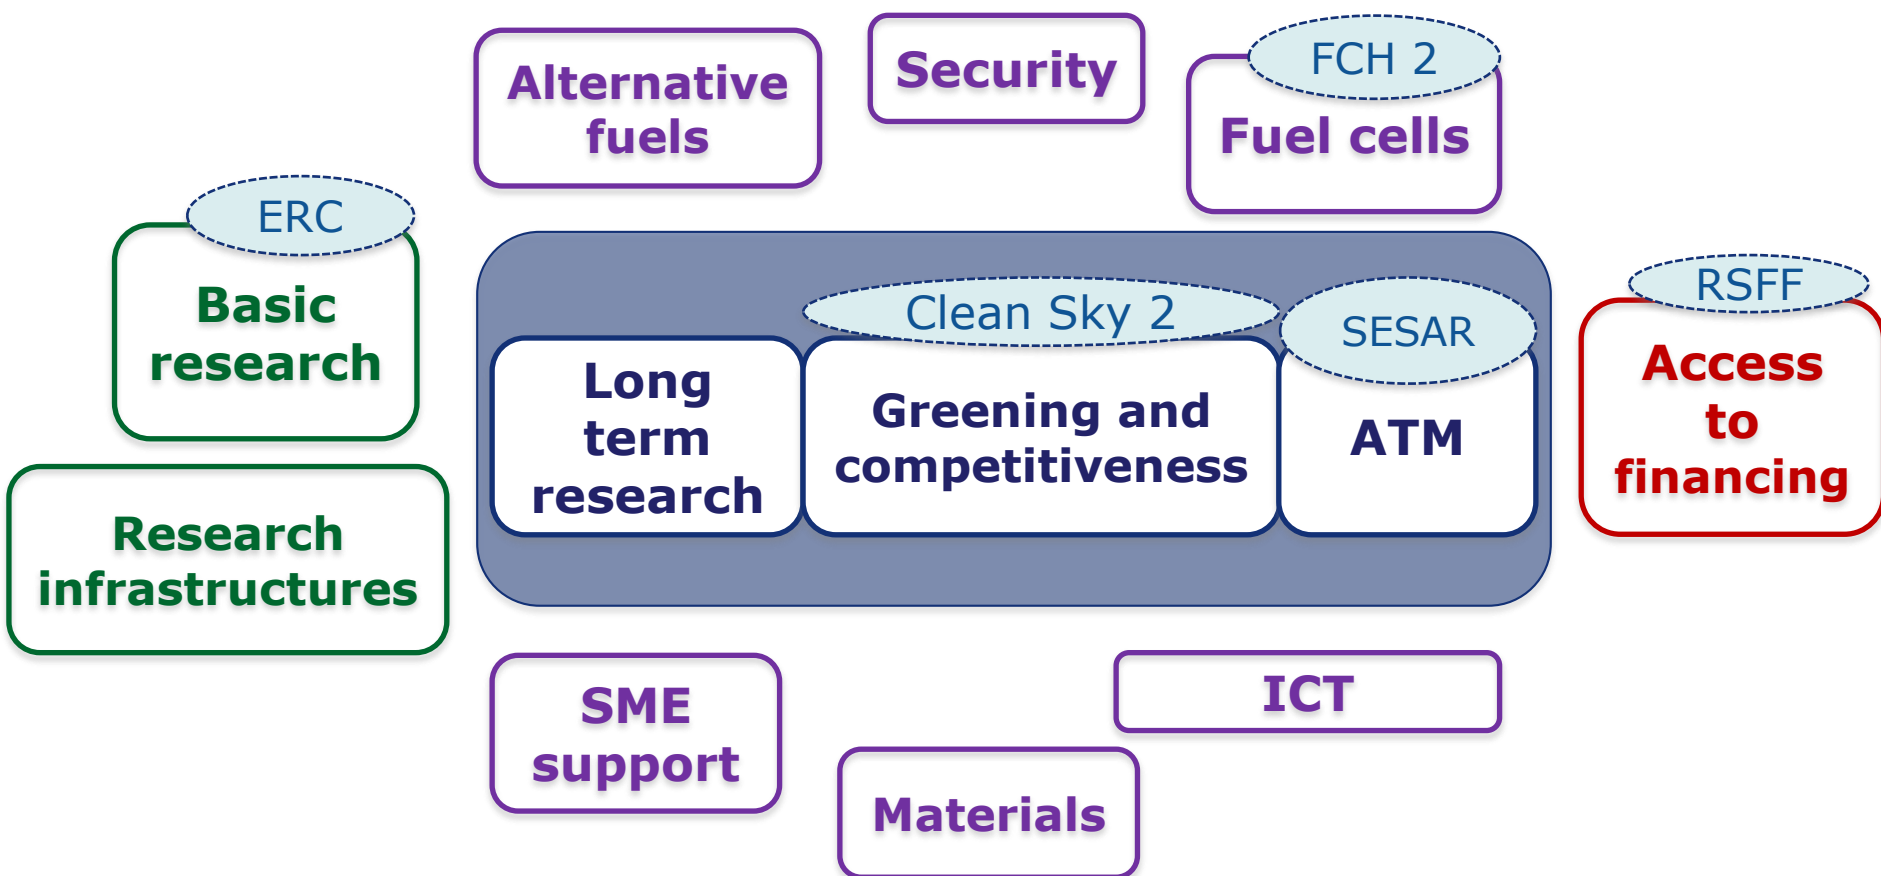 Alternative
fuels
Security
FCH 2
Fuel cells
ERC
Basic
research
Research
infrastructures
Clean Sky 2
SESAR
Long
term
research
Greening and
competitiveness
ATM
RSFF
Access
to
financing
SME
support
Materials
ICT